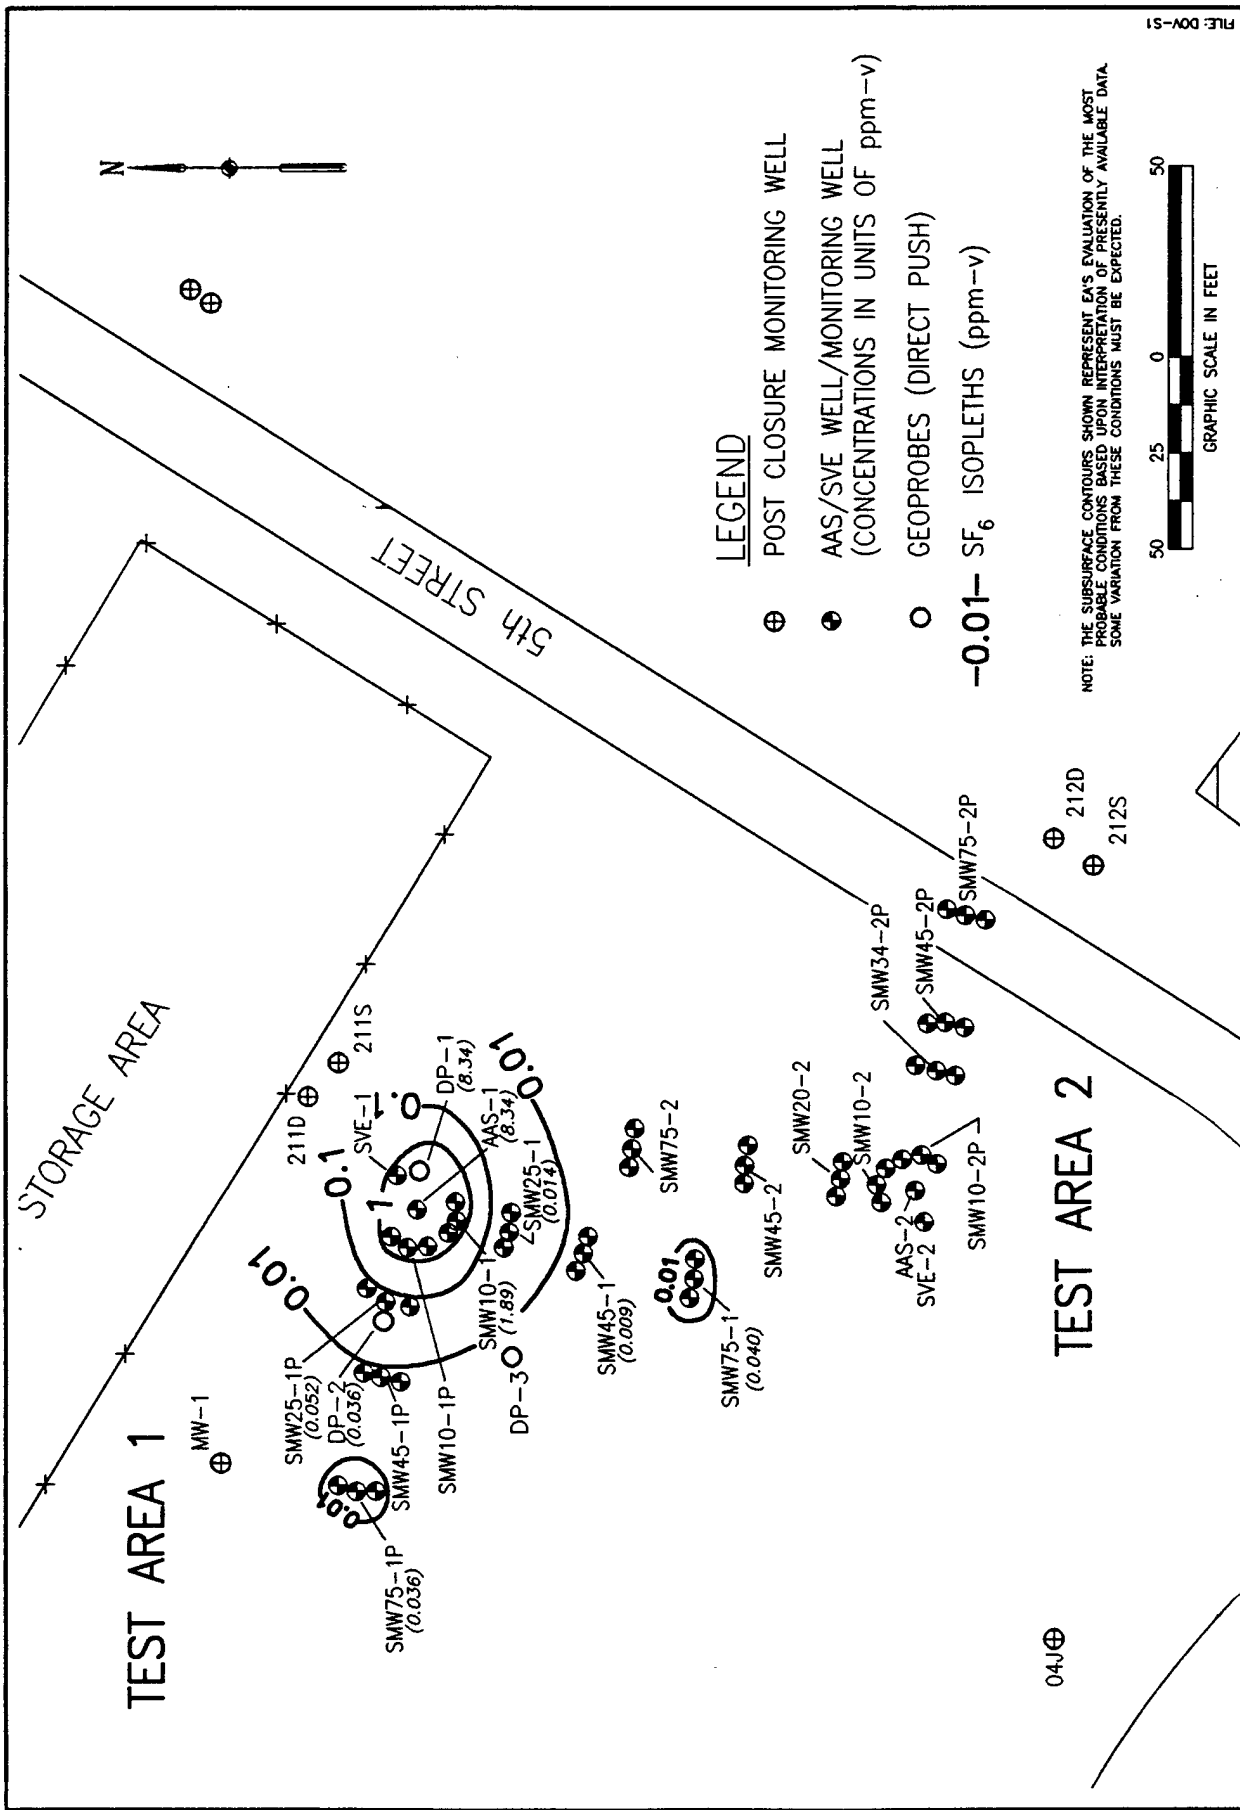 TEST AREA 1
STORAGE AREA
N
MW-1
211D
211S
5th STREET
SVE-1
DP-1
(8.34)
AAS-1
(8.34)
SMW25-1
(0.014)
0.01
0.1
1
0.1
0.01
0.01
SMW25-1P
(0.052)
DP-2
(0.036)
SMW45-1P
SMW10-1P
SMW75-1P
(0.036)
SMW10-1
(1.89)
DP-3
SMW45-1
(0.009)
0.01
SMW75-1
(0.040)
SMW75-2
SMW45-2
SMW20-2
SMW10-2
AAS-2
SVE-2
SMW10-2P
SMW34-2P
SMW45-2P
SMW75-2P
212D
212S
TEST AREA 2
04J
LEGEND
POST CLOSURE MONITORING WELL
AAS/SVE WELL/MONITORING WELL
(CONCENTRATIONS IN UNITS OF ppm-v)
GEOPROBES (DIRECT PUSH)
-0.01- SF6 ISOPLETHS (ppm-v)
NOTE: THE SUBSURFACE CONTOURS SHOWN REPRESENT EA'S EVALUATION OF THE MOST
PROBABLE CONDITIONS BASED UPON INTERPRETATION OF PRESENTLY AVAILABLE DATA.
SOME VARIATION FROM THESE CONDITIONS MUST BE EXPECTED.
50 25 0 50
GRAPHIC SCALE IN FEET
FILE: DOV-S1